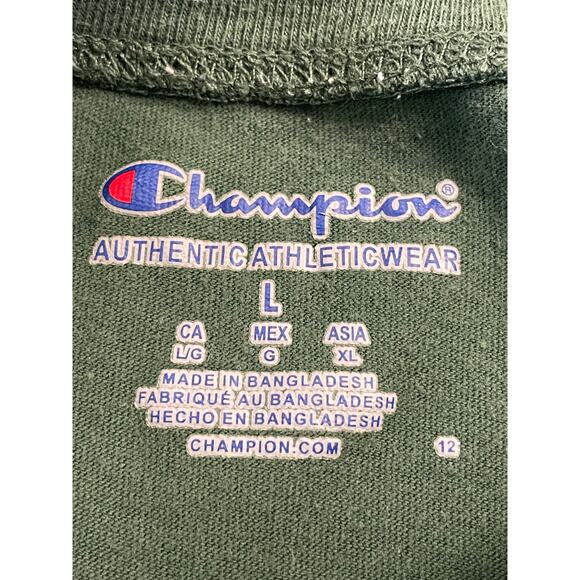 Champion®
AUTHENTIC ATHLETICWEAR
L
CA MEX ASIA
L/G G XL
MADE IN BANGLADESH
FABRIQUÉ AU BANGLADESH
HECHO EN BANGLADESH
CHAMPION.COM 12